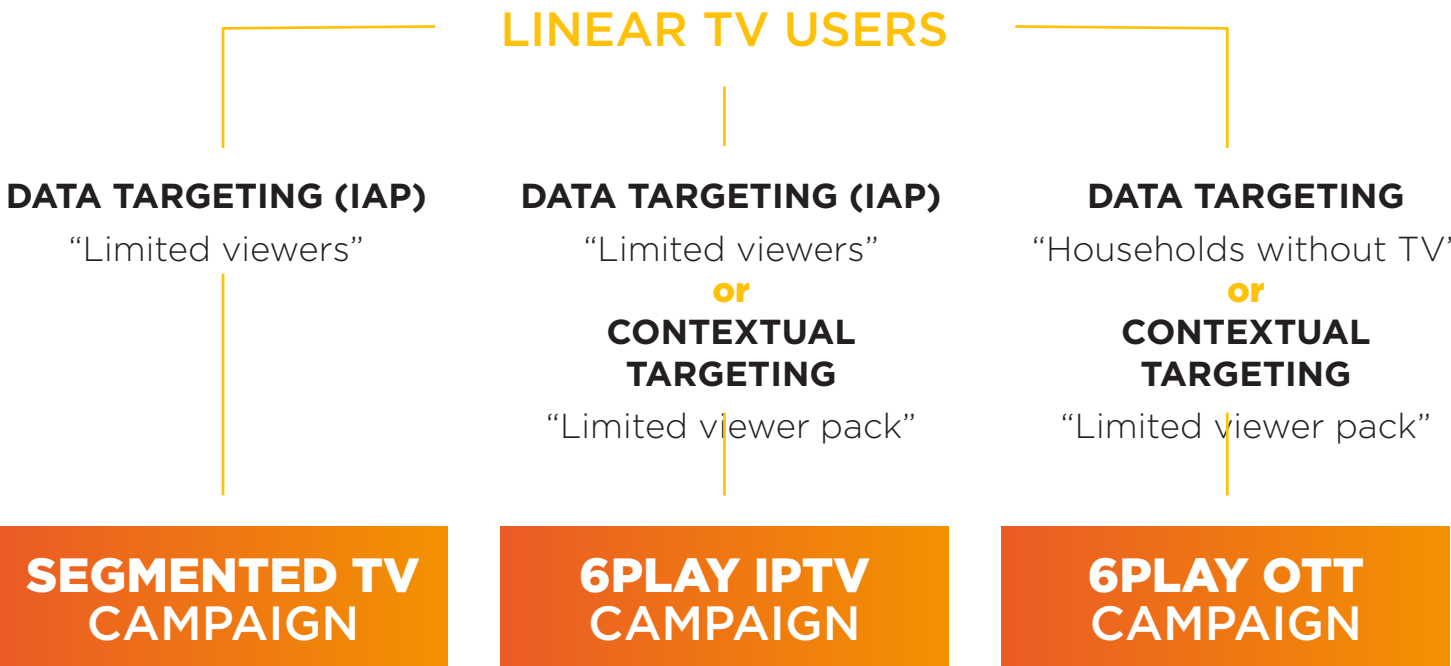 LINEAR TV USERS
DATA TARGETING (IAP)
“Limited viewers”
SEGMENTED TV
CAMPAIGN
DATA TARGETING (IAP)
“Limited viewers”
or
CONTEXTUAL
TARGETING
“Limited viewer pack”
6PLAY IPTV
CAMPAIGN
DATA TARGETING
“Households without TV”
or
CONTEXTUAL
TARGETING
“Limited viewer pack”
6PLAY OTT
CAMPAIGN